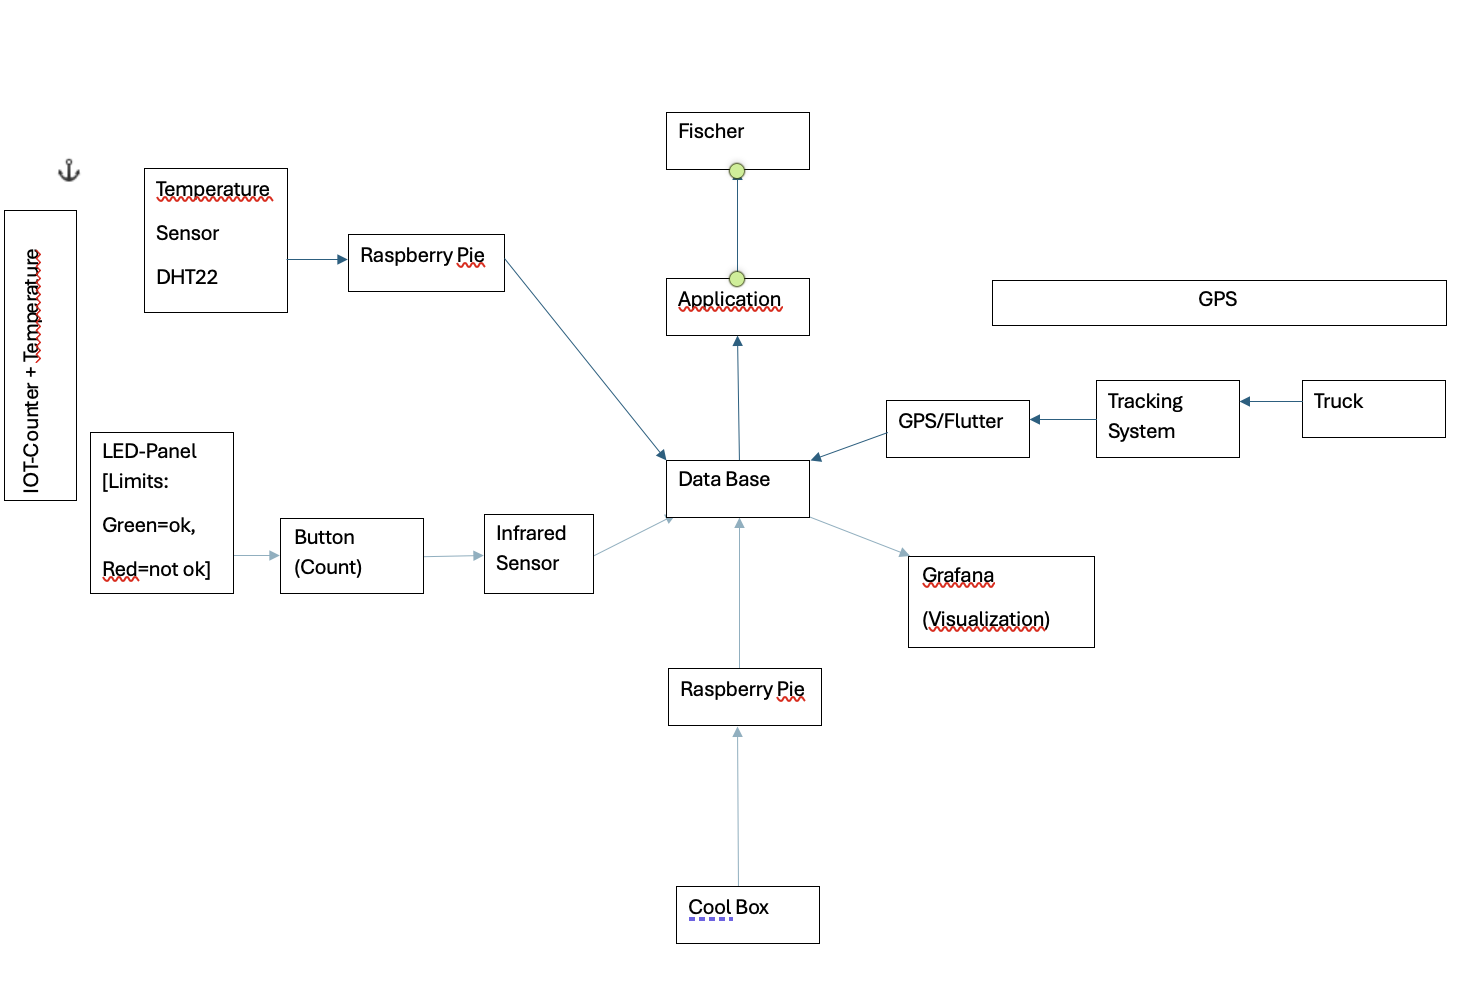 Fischer
Temperature
Sensor
DHT22
Raspberry Pie
Application
GPS
IOT-Counter + Temperature
GPS/Flutter
Tracking
System
Truck
LED-Panel
[Limits:
Green=ok,
Red=not ok]
Button
(Count)
Infrared
Sensor
Data Base
Grafana
(Visualization)
Raspberry Pie
Cool Box